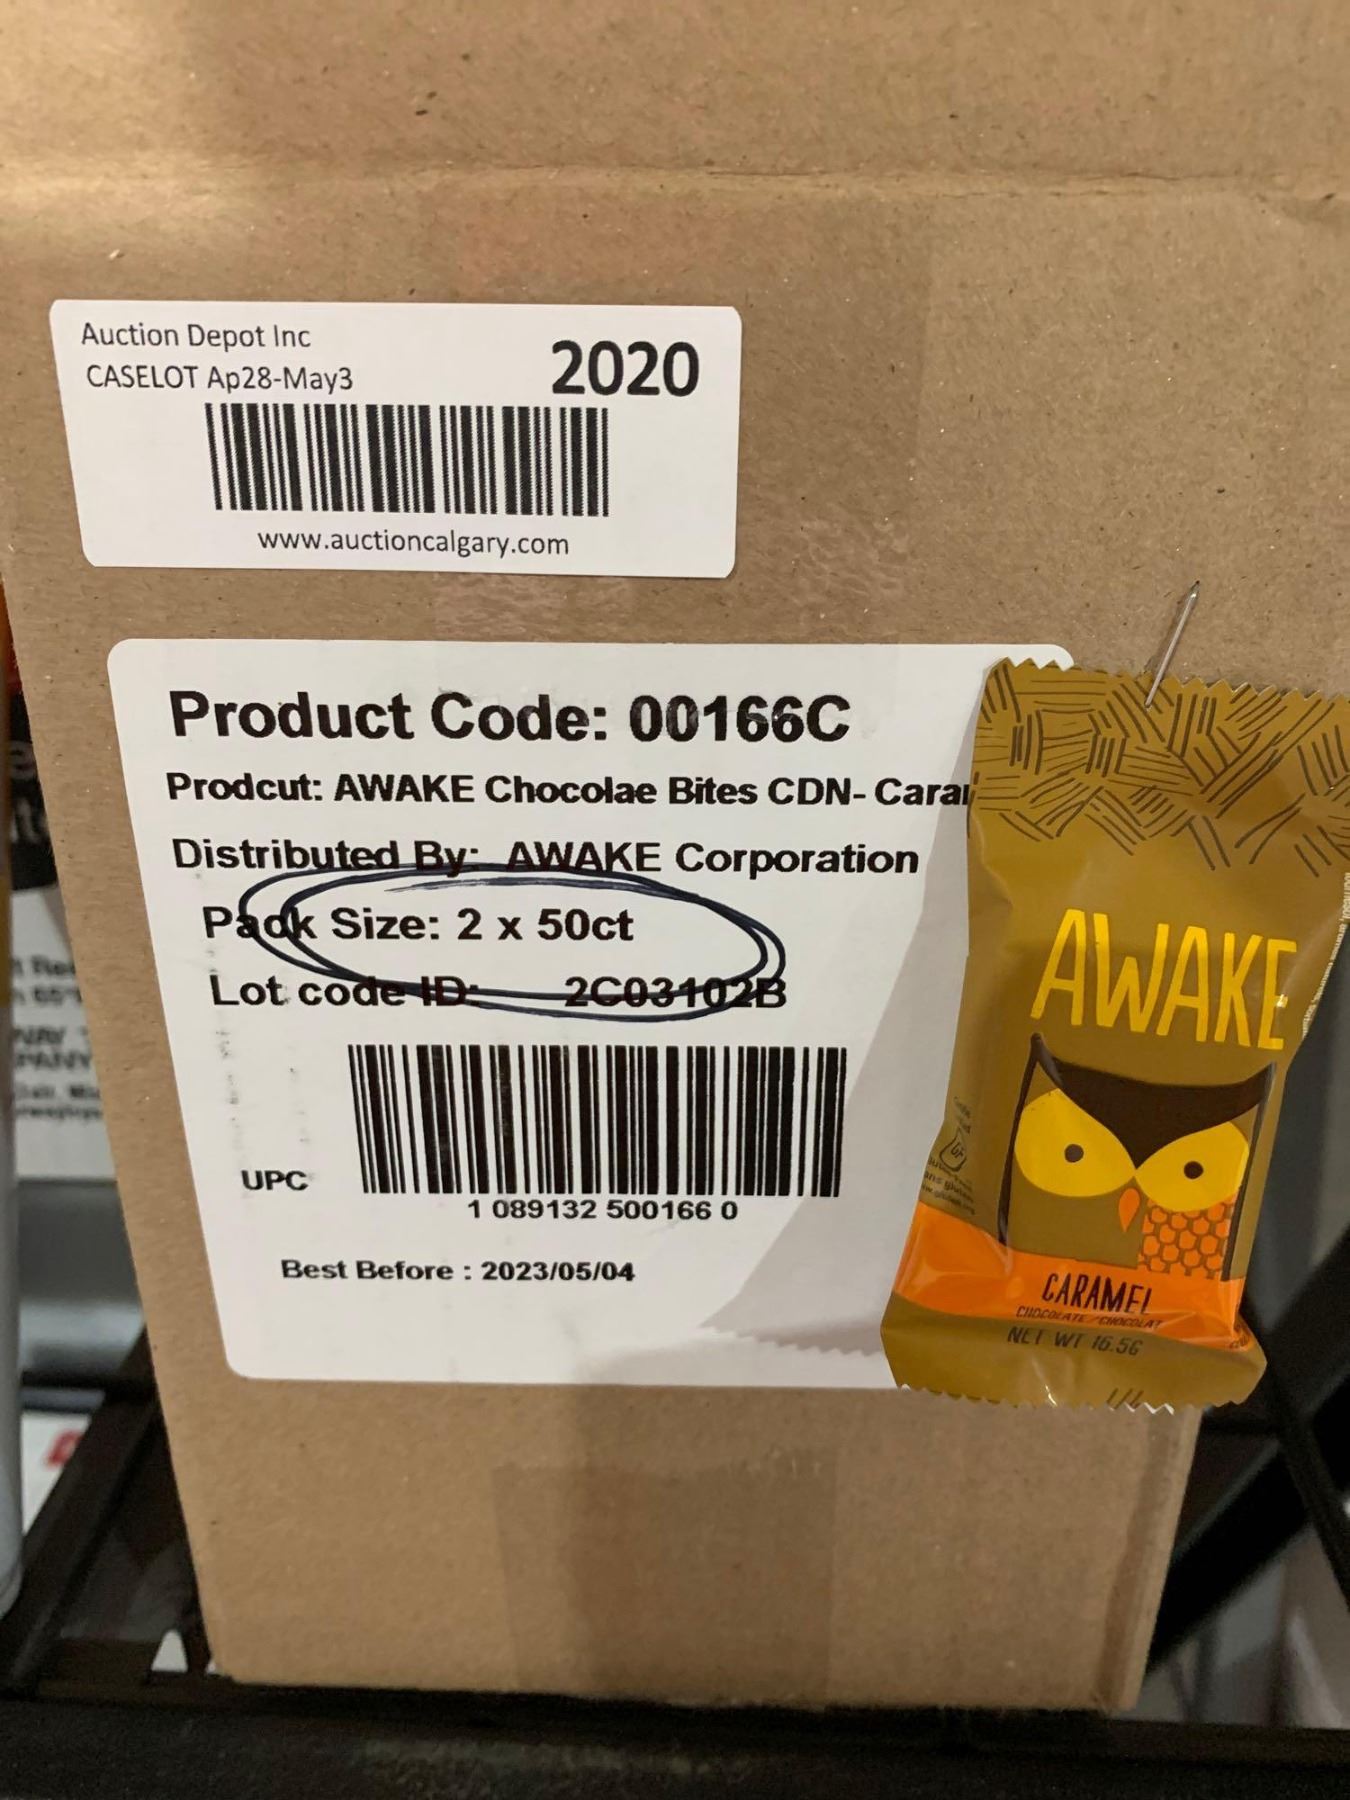 Auction Depot Inc
CASELOT Ap28-May3
2020
www.auctioncalgary.com
Product Code: 00166C
Prodcut: AWAKE Chocolae Bites CDN- Cara
Distributed By: AWAKE Corporation
Pack Size: 2 x 50ct
Lot code ID: 2C03102B
UPC
1 089132 500166 0
Best Before : 2023/05/04
AWAKE
CARAMEL
CHOCOLATE / CHOCOLAT
NET WT 16.5G